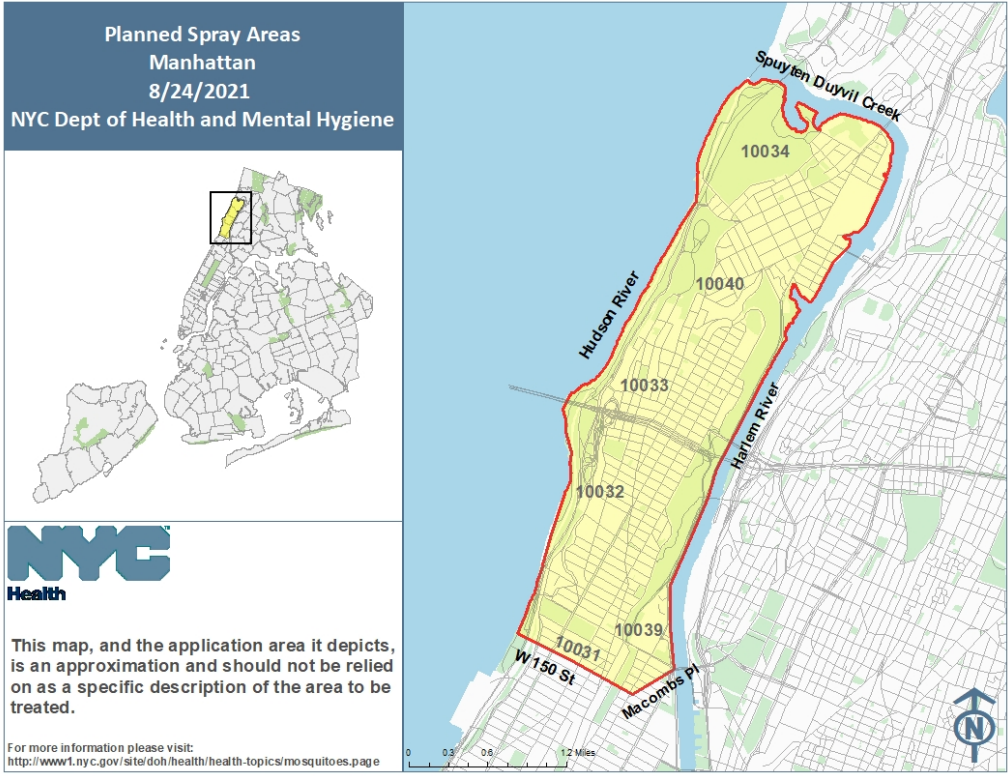 Planned Spray Areas
Manhattan
8/24/2021
NYC Dept of Health and Mental Hygiene
Spuyten Duyvil Creek
10034
10040
Hudson River
10033
Harlem River
10032
10039
10031
W 150 St
Macombs Pl
NYC
Health
This map, and the application area it depicts,
is an approximation and should not be relied
on as a specific description of the area to be
treated.
For more information please visit:
http://www1.nyc.gov/site/doh/health/health-topics/mosquitoes.page
0 0.3 0.6 1.2 Miles
N